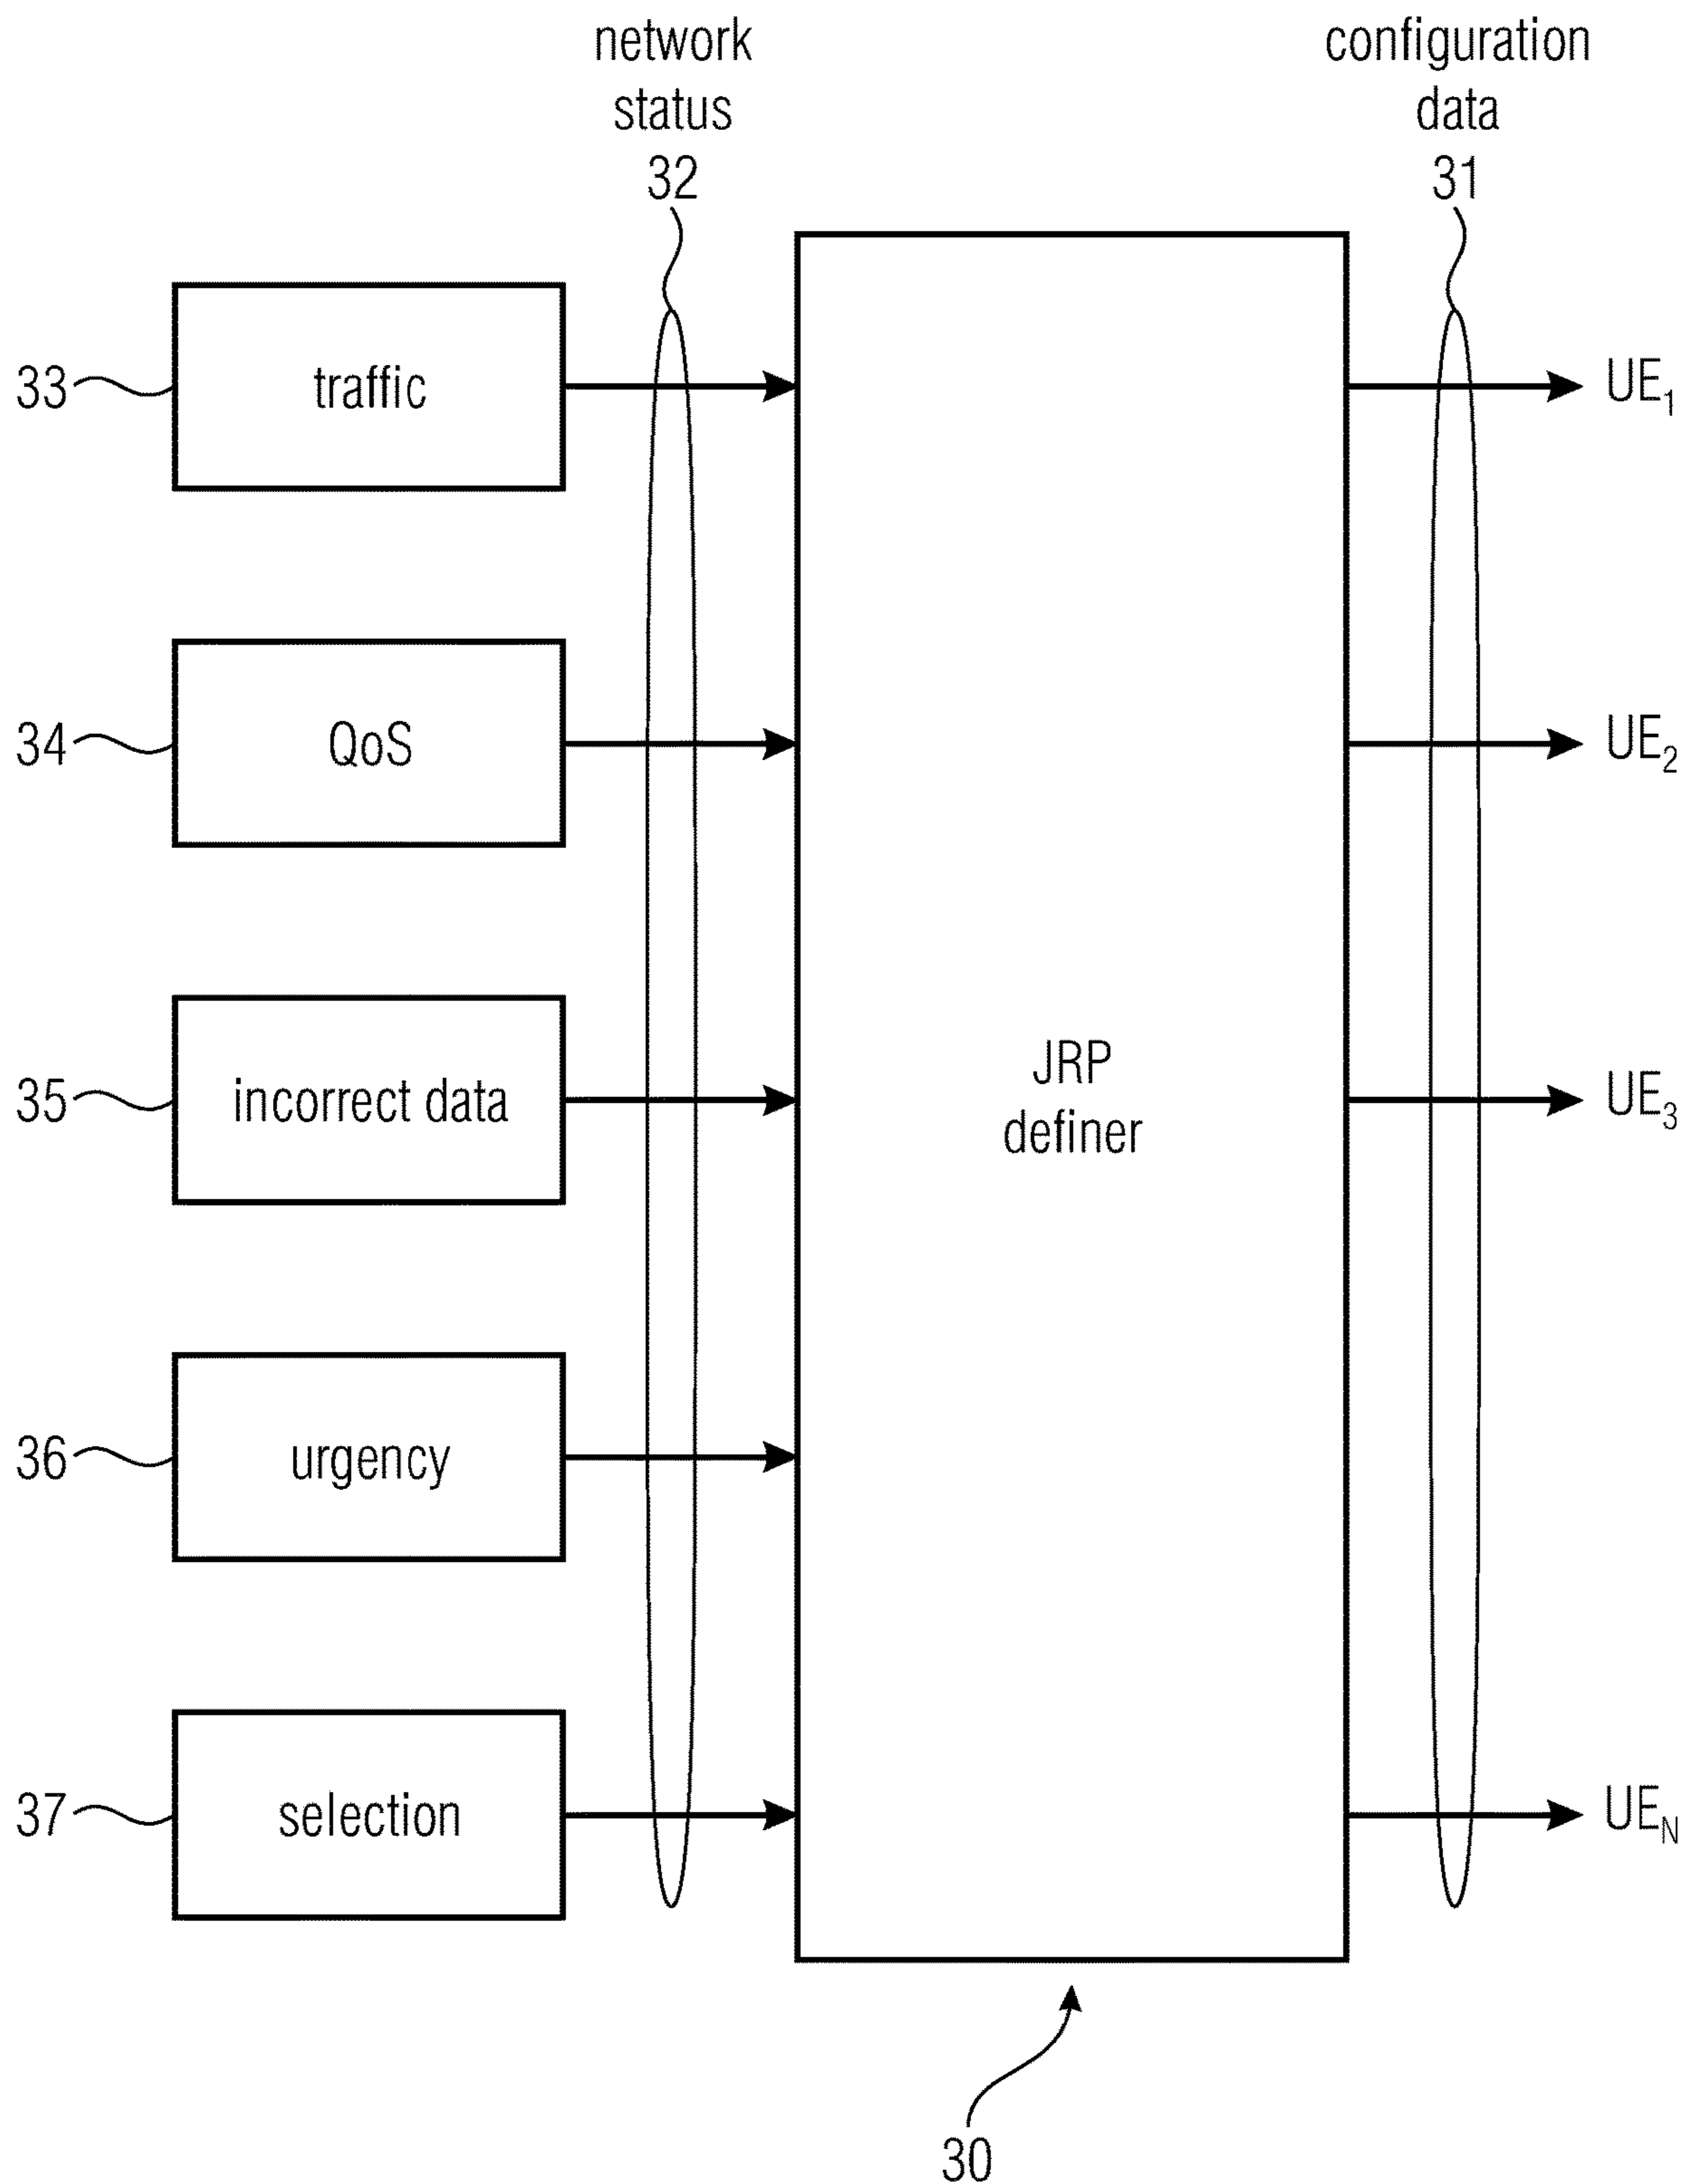 network
status
32
configuration
data
31
33
traffic
UE1
34
QoS
UE2
35
incorrect data
JRP
definer
UE3
36
urgency
37
selection
UEN
30